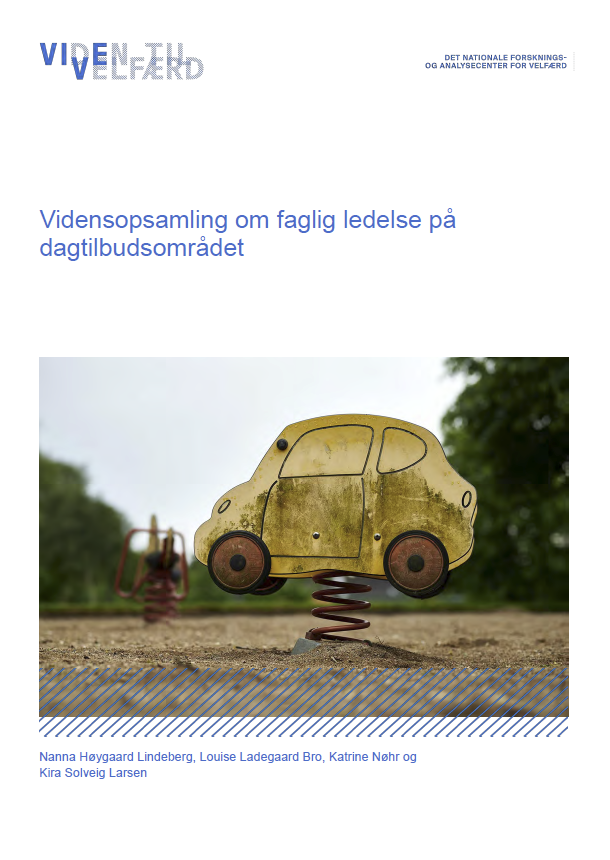 VIDEN TIL
VELFÆRD
DET NATIONALE FORSKNINGS-
OG ANALYSECENTER FOR VELFÆRD
Vidensopsamling om faglig ledelse på
dagtilbudsområdet
Nanna Høygaard Lindeberg, Louise Ladegaard Bro, Katrine Nøhr og
Kira Solveig Larsen